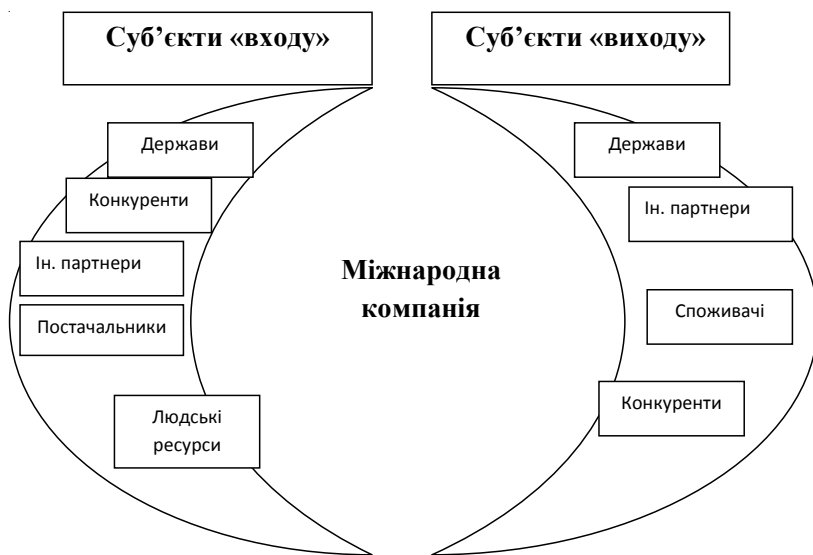 Суб’єкти «входу»
Суб’єкти «виходу»
Держави
Конкуренти
Ін. партнери
Постачальники
Людські
ресурси
Міжнародна
компанія
Держави
Ін. партнери
Споживачі
Конкуренти